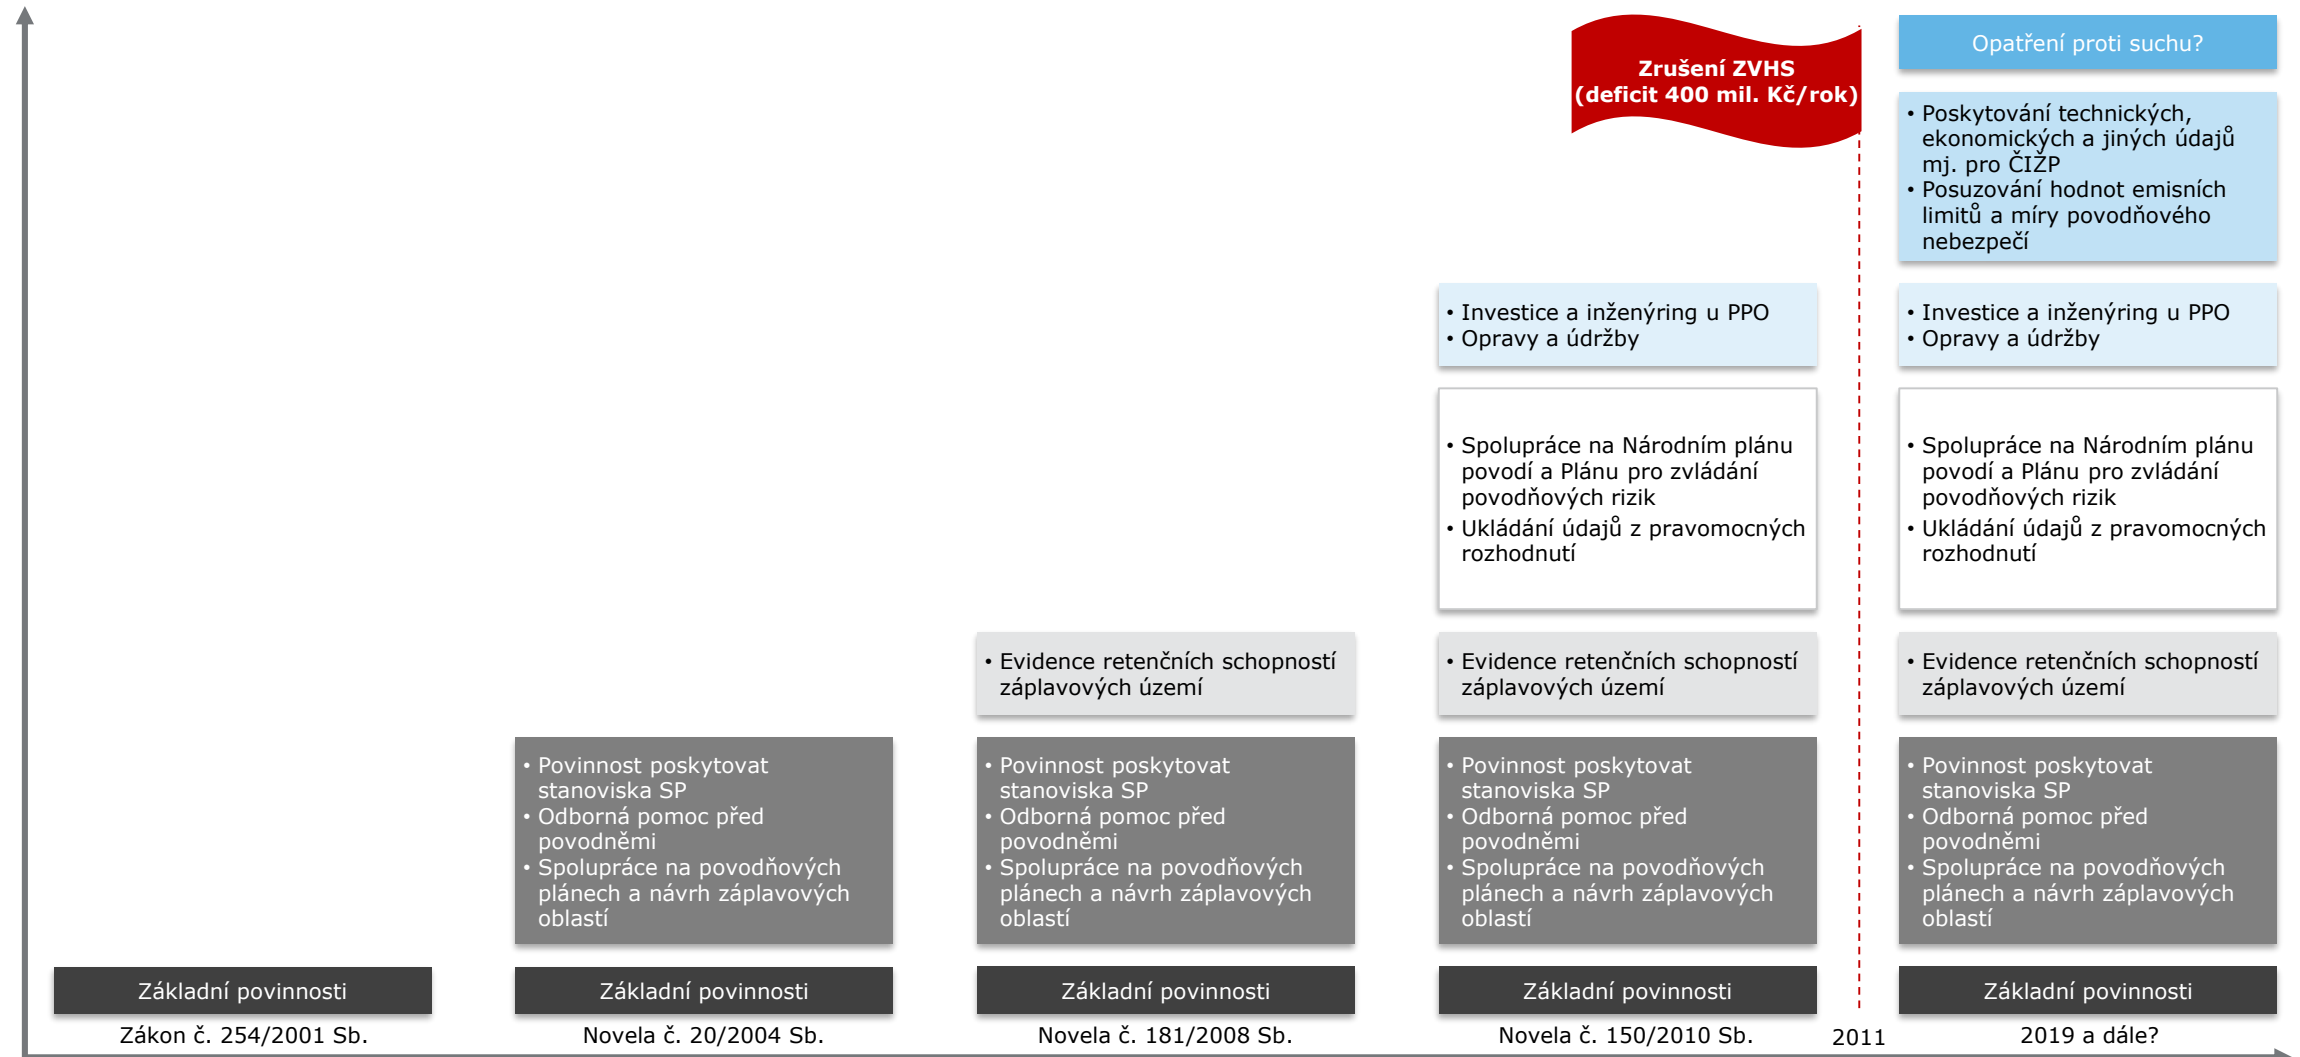 Zrušení ZVHS
(deficit 400 mil. Kč/rok)
Základní povinnosti
Zákon č. 254/2001 Sb.
• Povinnost poskytovat
stanoviska SP
• Odborná pomoc před
povodněmi
• Spolupráce na povodňových
plánech a návrh záplavových
oblastí
Základní povinnosti
Novela č. 20/2004 Sb.
• Evidence retenčních schopností
záplavových území
• Povinnost poskytovat
stanoviska SP
• Odborná pomoc před
povodněmi
• Spolupráce na povodňových
plánech a návrh záplavových
oblastí
Základní povinnosti
Novela č. 181/2008 Sb.
• Investice a inženýring u PPO
• Opravy a údržby
• Spolupráce na Národním plánu
povodí a Plánu pro zvládání
povodňových rizik
• Ukládání údajů z pravomocných
rozhodnutí
• Evidence retenčních schopností
záplavových území
• Povinnost poskytovat
stanoviska SP
• Odborná pomoc před
povodněmi
• Spolupráce na povodňových
plánech a návrh záplavových
oblastí
Základní povinnosti
Novela č. 150/2010 Sb.
2011
Opatření proti suchu?
• Poskytování technických,
ekonomických a jiných údajů
mj. pro ČIŽP
• Posuzování hodnot emisních
limitů a míry povodňového
nebezpečí
• Investice a inženýring u PPO
• Opravy a údržby
• Spolupráce na Národním plánu
povodí a Plánu pro zvládání
povodňových rizik
• Ukládání údajů z pravomocných
rozhodnutí
• Evidence retenčních schopností
záplavových území
• Povinnost poskytovat
stanoviska SP
• Odborná pomoc před
povodněmi
• Spolupráce na povodňových
plánech a návrh záplavových
oblastí
Základní povinnosti
2019 a dále?